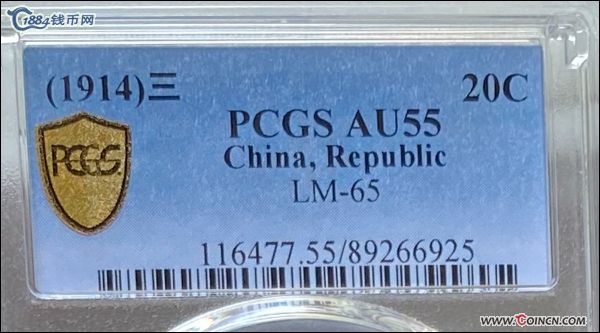 1884钱币网
(1914)三 20C
PCGS AU55
China, Republic
PCGS
LM-65
116477.55/89266925
www.COINCN.com